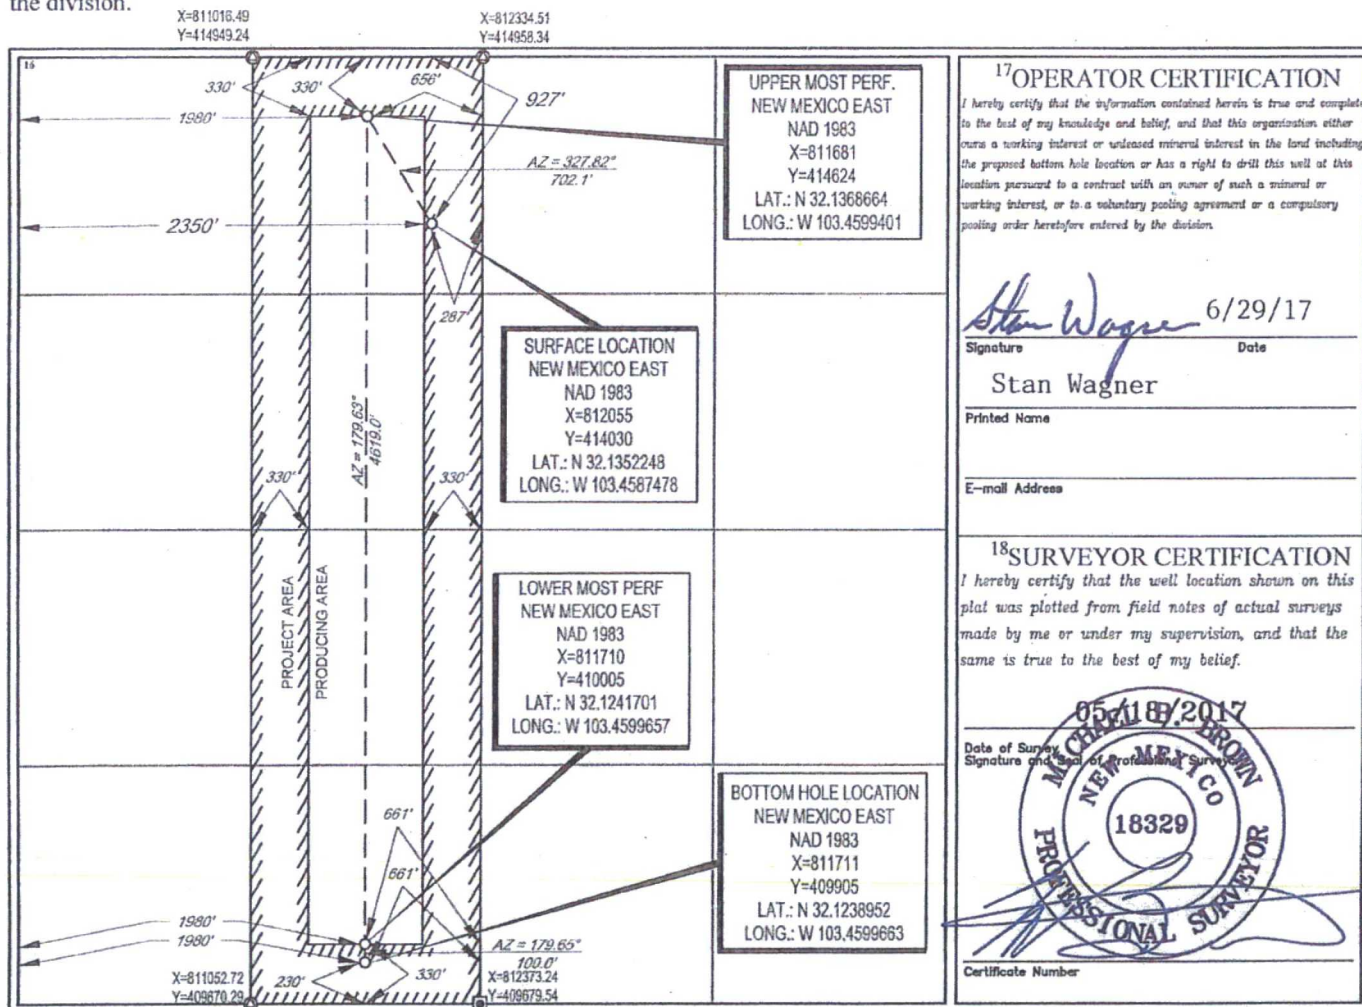 the division.
X=811016.49
Y=414949.24
X=812334.51
Y=414958.34
16
330'
330'
656'
927'
1980'
AZ = 327.82°
702.1'
2350'
287'
UPPER MOST PERF.
NEW MEXICO EAST
NAD 1983
X=811681
Y=414624
LAT.: N 32.1368664
LONG.: W 103.4599401
SURFACE LOCATION
NEW MEXICO EAST
NAD 1983
X=812055
Y=414030
LAT.: N 32.1352248
LONG.: W 103.4587478
AZ = 179.63°
4619.0'
330'
330'
PROJECT AREA
PRODUCING AREA
LOWER MOST PERF
NEW MEXICO EAST
NAD 1983
X=811710
Y=410005
LAT.: N 32.1241701
LONG.: W 103.4599657
BOTTOM HOLE LOCATION
NEW MEXICO EAST
NAD 1983
X=811711
Y=409905
LAT.: N 32.1238952
LONG.: W 103.4599663
661'
661'
1980'
1980'
AZ = 179.65°
100.0'
230'
330'
X=811052.72
Y=409670.29
X=812373.24
Y=409679.54
17 OPERATOR CERTIFICATION
I hereby certify that the information contained herein is true and complete
to the best of my knowledge and belief, and that this organization either
owns a working interest or unleased mineral interest in the land including
the proposed bottom hole location or has a right to drill this well at this
location pursuant to a contract with an owner of such a mineral or
working interest, or to a voluntary pooling agreement or a compulsory
pooling order heretofore entered by the division
Stan Wagner 6/29/17
Signature Date
Stan Wagner
Printed Name
E-mail Address
18 SURVEYOR CERTIFICATION
I hereby certify that the well location shown on this
plat was plotted from field notes of actual surveys
made by me or under my supervision, and that the
same is true to the best of my belief.
05/18/2017
Date of Survey
Signature and Seal of Professional Surveyor
MICHAEL B. BROWN
NEW MEXICO
18329
PROFESSIONAL SURVEYOR
Certificate Number